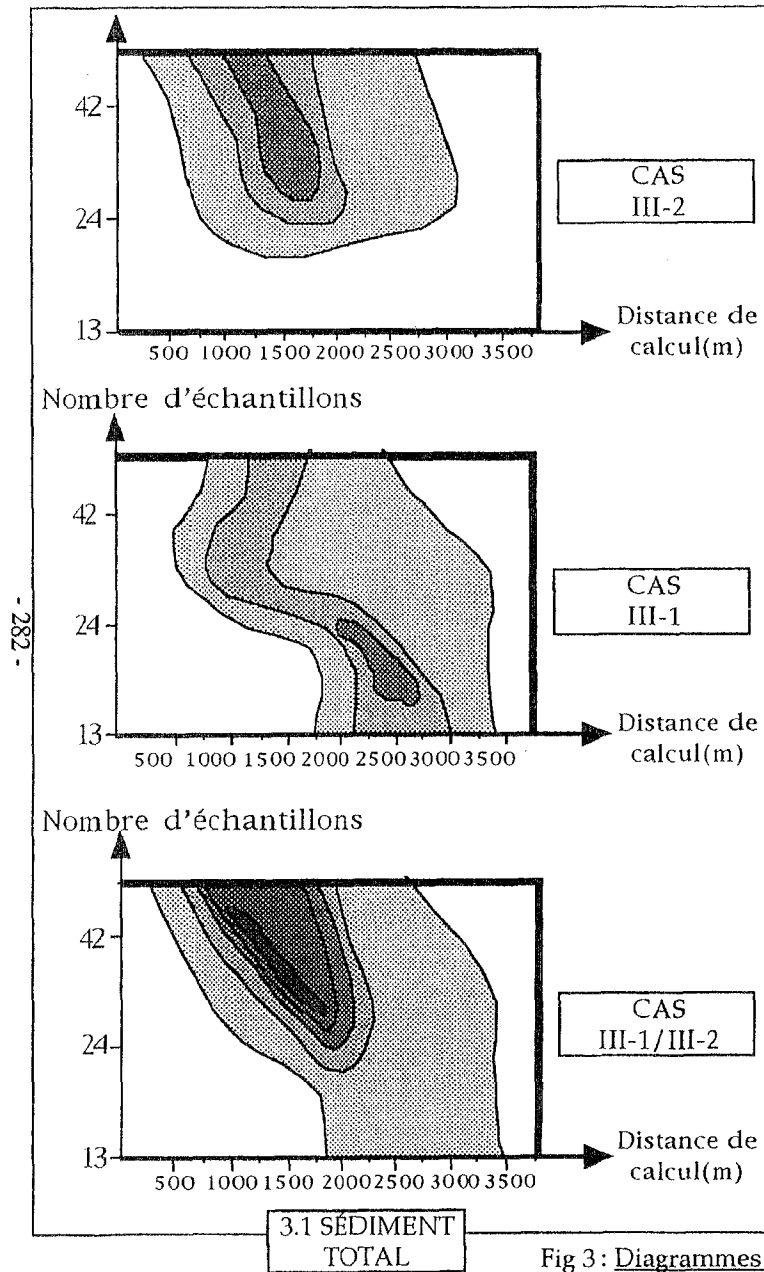 42
24
13
500 1000 1500 2000 2500 3000 3500
Distance de
calcul(m)
CAS
III-2
Nombre d'échantillons
42
24
13
500 1000 1500 2000 2500 3000 3500
Distance de
calcul(m)
CAS
III-1
- 282 -
Nombre d'échantillons
42
24
13
500 1000 1500 2000 2500 3000 3500
Distance de
calcul(m)
CAS
III-1/III-2
3.1 SÉDIMENT
TOTAL
Fig 3 : Diagrammes